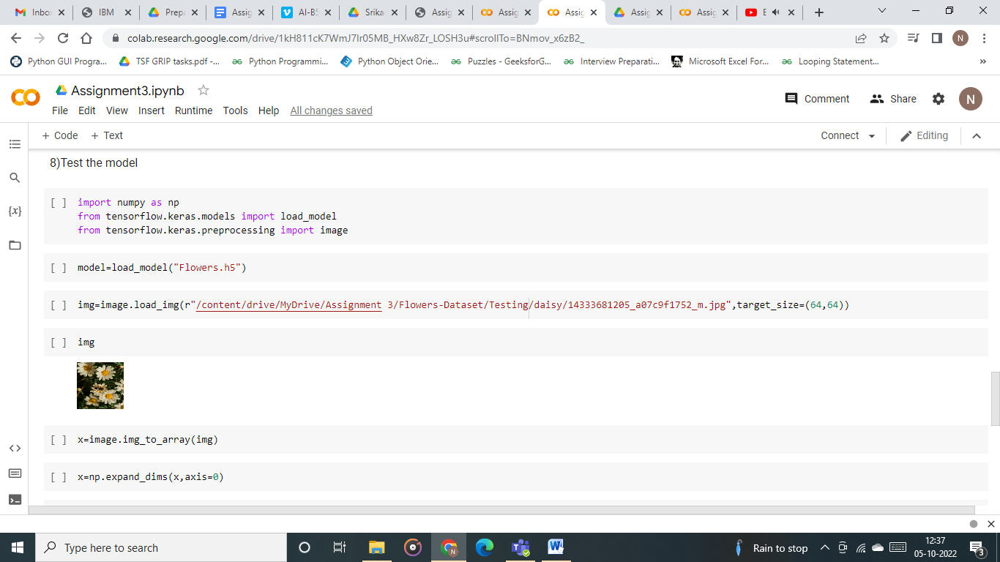 Inbo
IBM
Prep
Assig
AI-BS
Srika
Assig
Assig
Assig
Assig
Assig
E
colab.research.google.com/drive/1kH811cK7WmJ7Ir05MB_HXw8Zr_LOSH3u#scrollTo=BNmov_x6zB2_
N
Python GUI Progra...
TSF GRIP tasks.pdf -...
Python Programmi...
Python Object Orie...
Puzzles - GeeksforG...
Interview Preparati...
Microsoft Excel For...
Looping Statement...
»
Assignment3.ipynb
File Edit View Insert Runtime Tools Help All changes saved
Comment Share N
+ Code + Text
Connect Editing
8)Test the model
{x}
[ ] import numpy as np
from tensorflow.keras.models import load_model
from tensorflow.keras.preprocessing import image
[ ] model=load_model("Flowers.h5")
[ ] img=image.load_img(r"/content/drive/MyDrive/Assignment 3/Flowers-Dataset/Testing/daisy/14333681205_a07c9f1752_m.jpg",target_size=(64,64))
[ ] img
[ ] x=image.img_to_array(img)
[ ] x=np.expand_dims(x,axis=0)
Type here to search
Rain to stop
12:37
05-10-2022
3